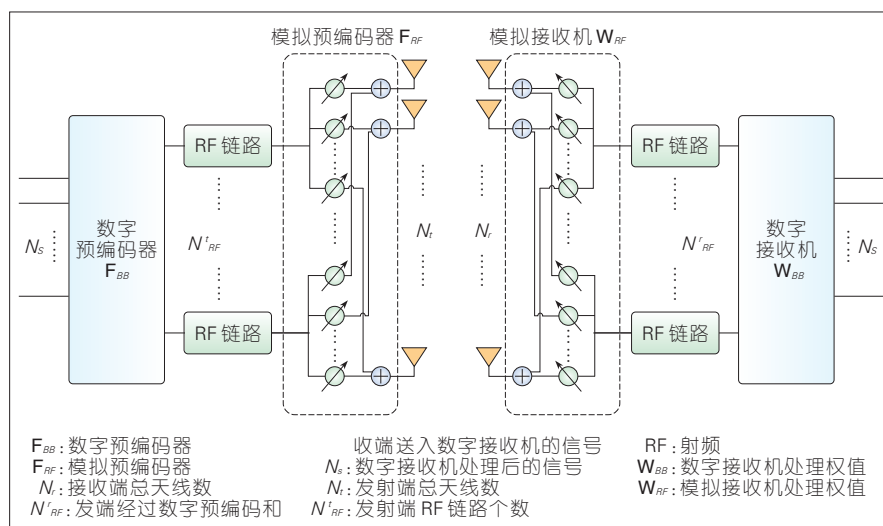 模拟预编码器 F_RF
模拟接收机 W_RF
RF 链路
RF 链路
数字
预编码器
F_BB
N_s
N^t_RF
N_t
N_r
N^r_RF
数字
接收机
W_BB
N_s
RF 链路
RF 链路
F_BB:数字预编码器
F_RF:模拟预编码器
N_r:接收端总天线数
N^r_RF:发端经过数字预编码和
收端送入数字接收机的信号
N_s:数字接收机处理后的信号
N_t:发射端总天线数
N^t_RF:发射端 RF 链路个数
RF:射频
W_BB:数字接收机处理权值
W_RF:模拟接收机处理权值